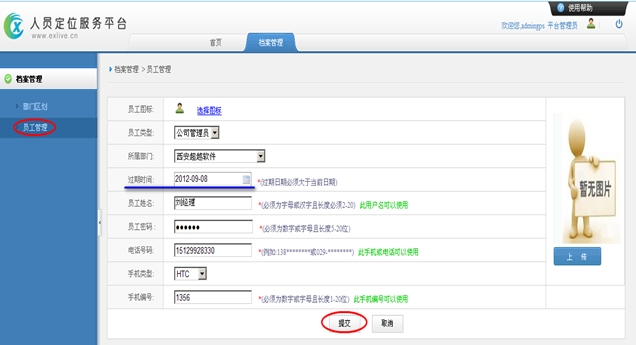 使用帮助
人员定位服务平台
www.exlive.cn
欢迎您,admingps 平台管理员
首页 档案管理
档案管理
部门区划
员工管理
档案管理 > 员工管理
员工图标: 选择图标
员工类型: 公司管理员
所属部门: 西安超越软件
过期时间: 2012-09-08 *(过期日期必须大于当前日期)
员工姓名: 刘经理 *(必须为字母或汉字且长度必须2-20) 此用户名可以使用
员工密码: ●●●●●● *(必须为数字或字母且长度5-20位)
电话号码: 15129928330 *(例如:138********或029-********) 此手机或电话可以使用
手机类型: HTC
手机编号: 1356 *(必须为数字或字母且长度1-20位) 此手机编号可以使用
暂无图片
上 传
提交 取消